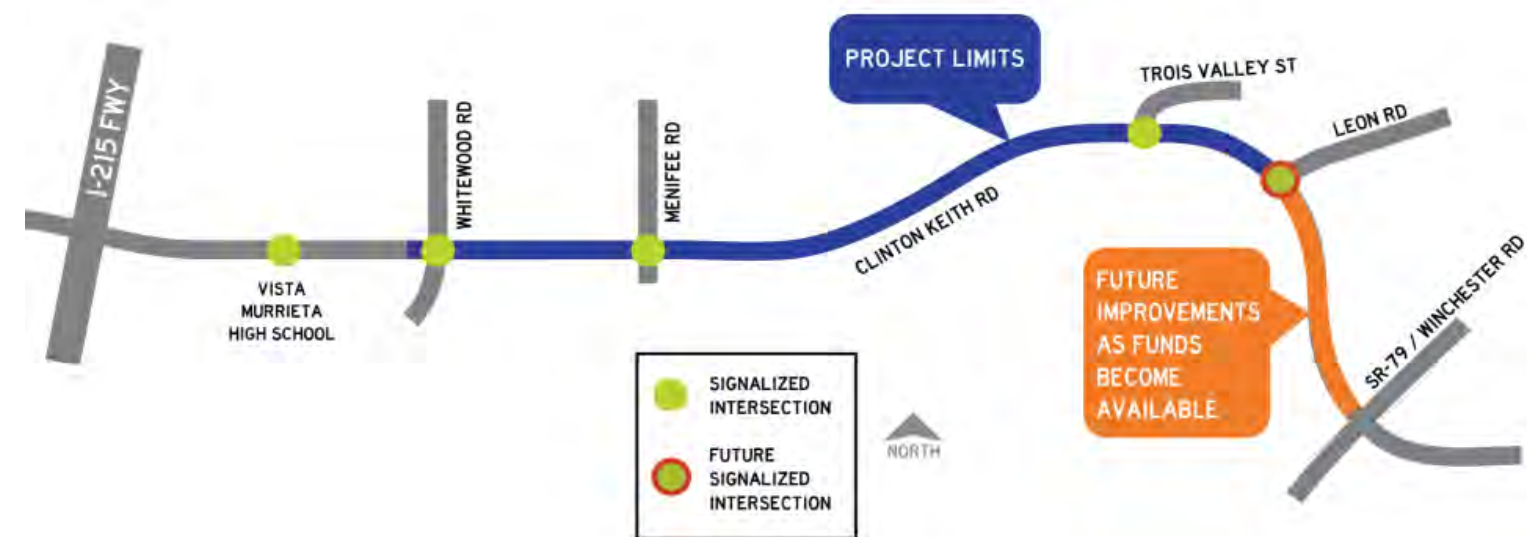 I-215 FWY
VISTA
MURRIETA
HIGH SCHOOL
WHITEWOOD RD
MENIFEE RD
PROJECT LIMITS
CLINTON KEITH RD
TROIS VALLEY ST
LEON RD
FUTURE
IMPROVEMENTS
AS FUNDS
BECOME
AVAILABLE
SR-79 / WINCHESTER RD
SIGNALIZED
INTERSECTION
FUTURE
SIGNALIZED
INTERSECTION
NORTH